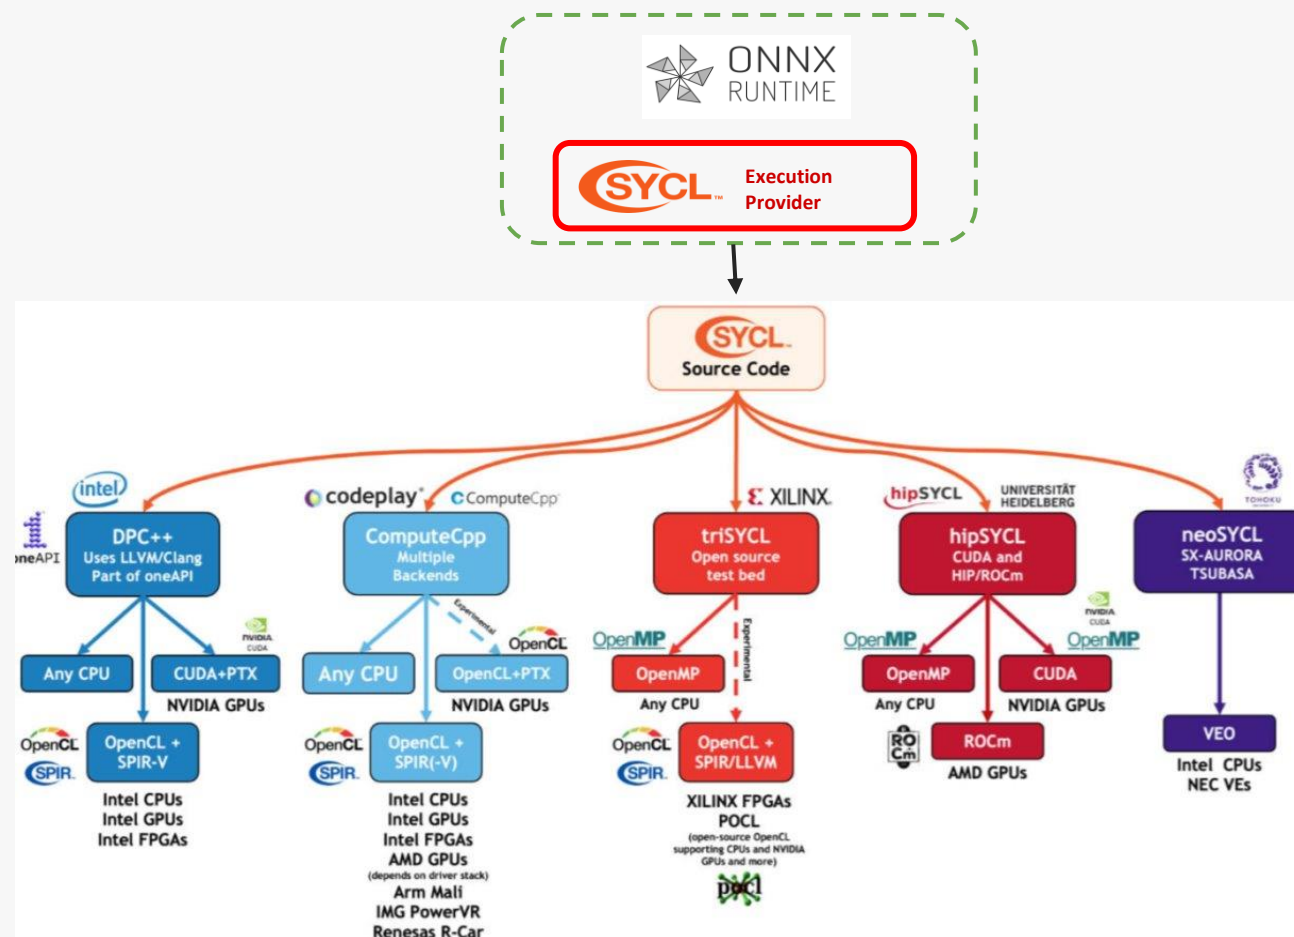 ONNX
RUNTIME
SYCL™
Execution
Provider
SYCL™
Source Code
intel
oneAPI
DPC++
Uses LLVM/Clang
Part of oneAPI
codeplay®
ComputeCpp™
ComputeCpp
Multiple
Backends
XILINX
triSYCL
Open source
test bed
hipSYCL
UNIVERSITÄT
HEIDELBERG
hipSYCL
CUDA and
HIP/ROCm
TOHOKU
neoSYCL
SX-AURORA
TSUBASA
Any CPU
NVIDIA
CUDA
CUDA+PTX
NVIDIA GPUs
OpenCL
SPIR
OpenCL +
SPIR-V
Intel CPUs
Intel GPUs
Intel FPGAs
Experimental
Any CPU
OpenCL
OpenCL+PTX
NVIDIA GPUs
OpenCL
SPIR
OpenCL +
SPIR(-V)
Intel CPUs
Intel GPUs
Intel FPGAs
AMD GPUs
(depends on driver stack)
Arm Mali
IMG PowerVR
Renesas R-Car
OpenMP
OpenMP
Any CPU
Experimental
OpenCL
SPIR
OpenCL +
SPIR/LLVM
XILINX FPGAs
POCL
(open-source OpenCL
supporting CPUs and NVIDIA
GPUs and more)
pocl
OpenMP
OpenMP
Any CPU
NVIDIA
CUDA
OpenMP
CUDA
NVIDIA GPUs
ROCm
ROCm
AMD GPUs
VEO
Intel CPUs
NEC VEs